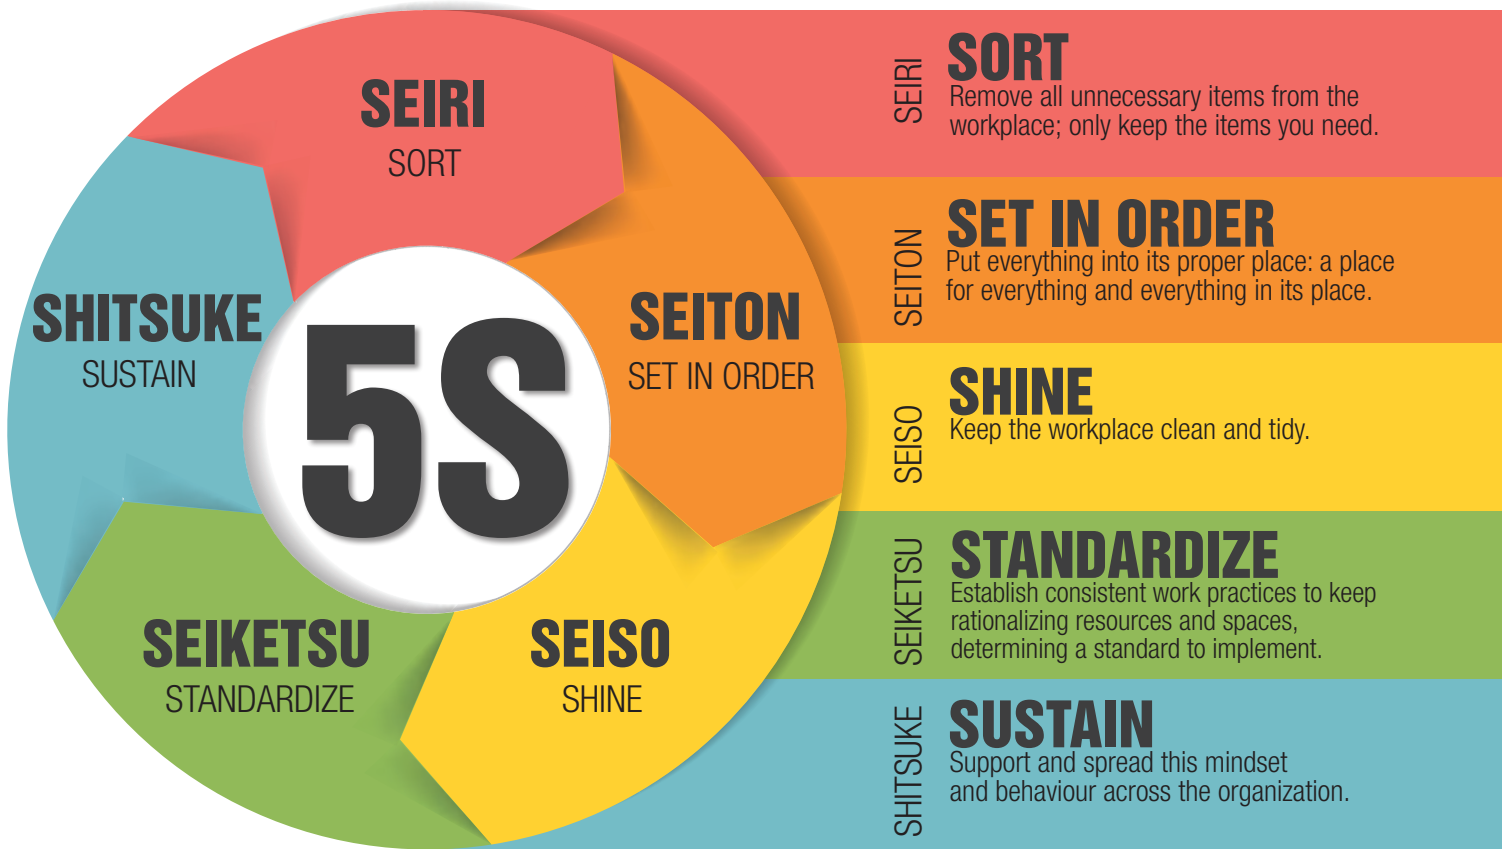 SEIRI
SORT
SEITON
SET IN ORDER
SEISO
SHINE
SEIKETSU
STANDARDIZE
SHITSUKE
SUSTAIN
5S
SEIRI
SORT
Remove all unnecessary items from the
workplace; only keep the items you need.
SEITON
SET IN ORDER
Put everything into its proper place: a place
for everything and everything in its place.
SEISO
SHINE
Keep the workplace clean and tidy.
SEIKETSU
STANDARDIZE
Establish consistent work practices to keep
rationalizing resources and spaces,
determining a standard to implement.
SHITSUKE
SUSTAIN
Support and spread this mindset
and behaviour across the organization.